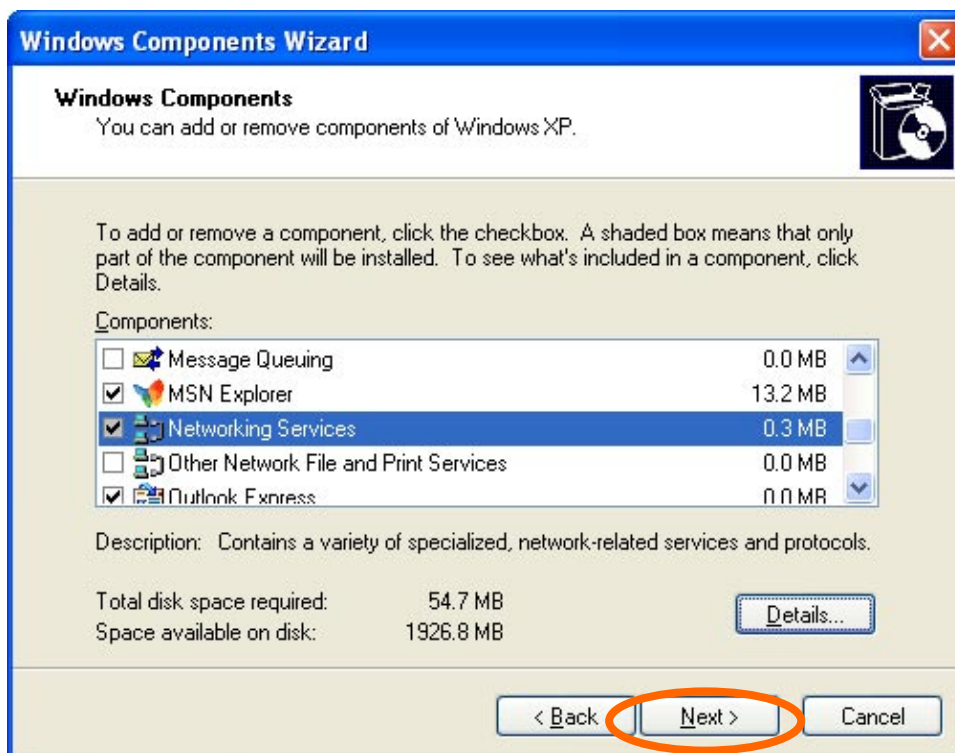 Windows Components Wizard
Windows Components
You can add or remove components of Windows XP.
To add or remove a component, click the checkbox. A shaded box means that only
part of the component will be installed. To see what's included in a component, click
Details.
Components:
Message Queuing 0.0 MB
MSN Explorer 13.2 MB
Networking Services 0.3 MB
Other Network File and Print Services 0.0 MB
Outlook Express 0.0 MB
Description: Contains a variety of specialized, network-related services and protocols.
Total disk space required: 54.7 MB
Space available on disk: 1926.8 MB
Details...
< Back Next > Cancel